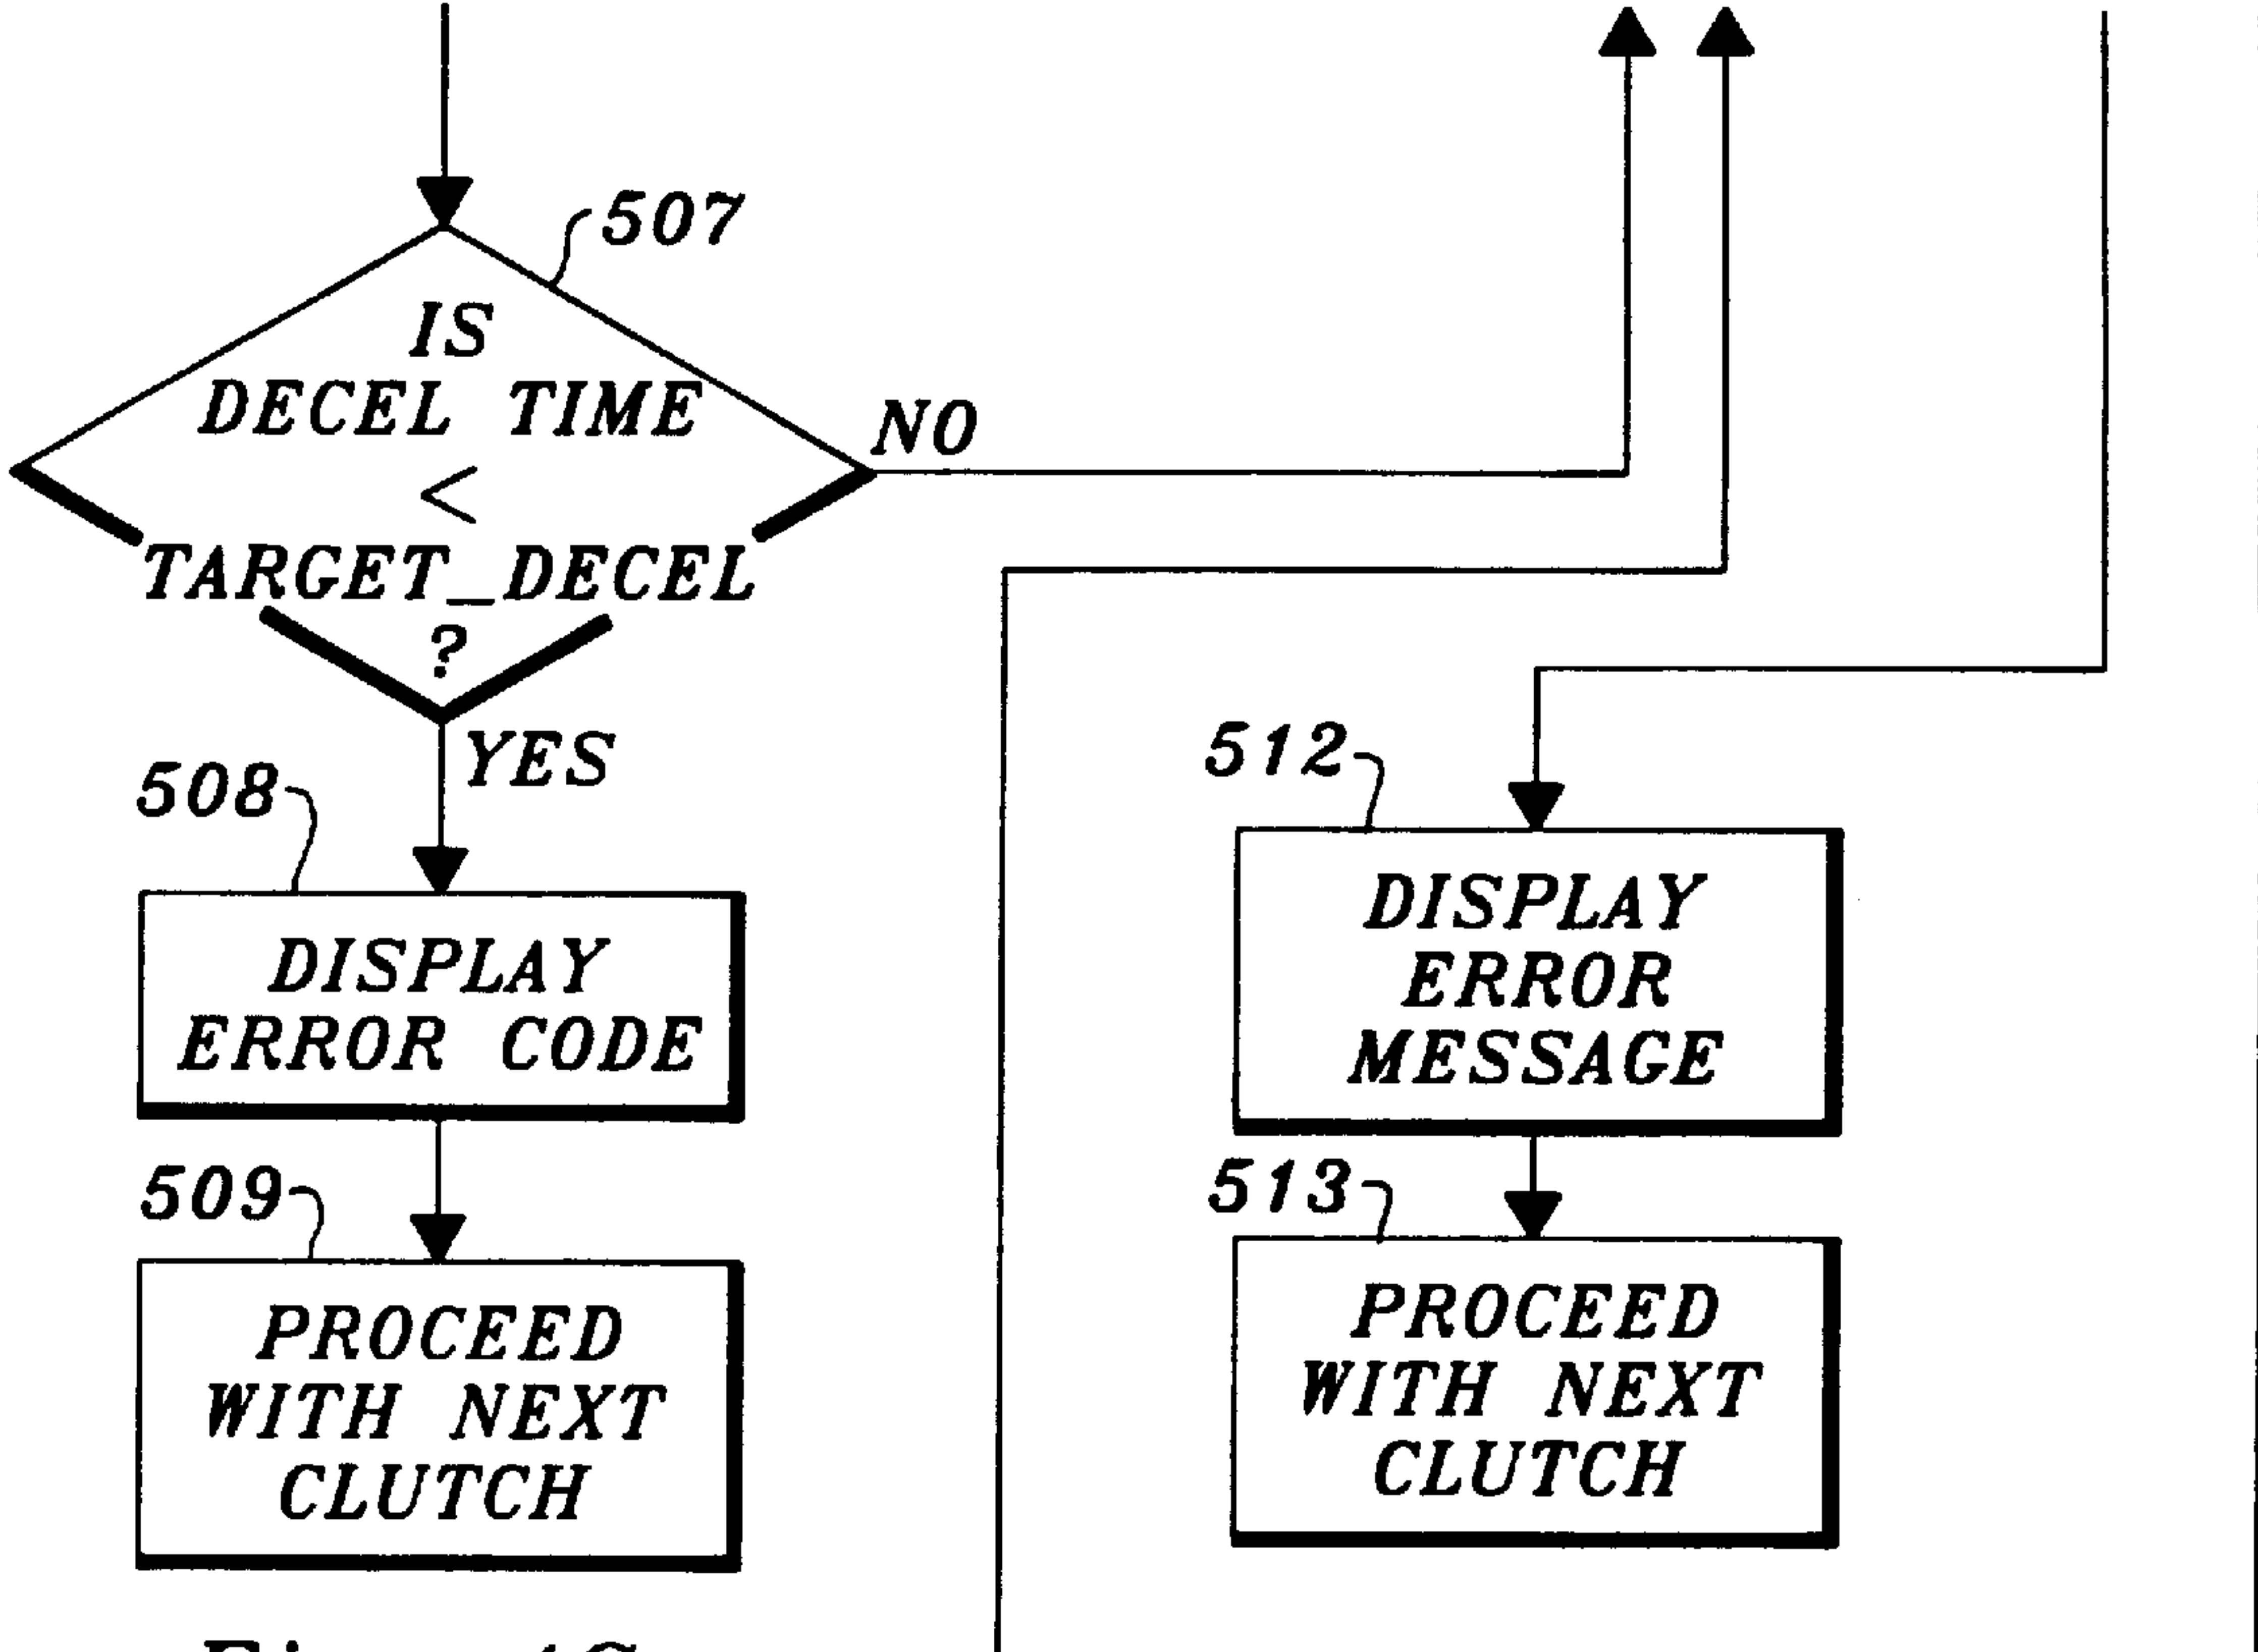 507
IS
DECEL TIME
<
TARGET_DECEL
?
NO
YES
508
DISPLAY
ERROR CODE
509
PROCEED
WITH NEXT
CLUTCH
512
DISPLAY
ERROR
MESSAGE
513
PROCEED
WITH NEXT
CLUTCH